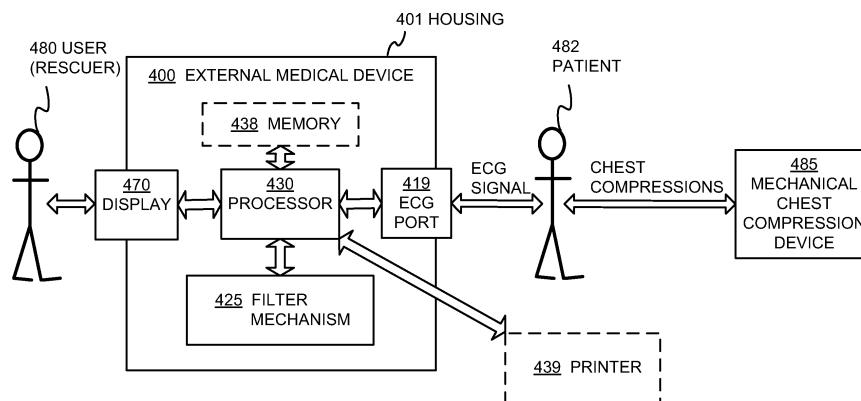 401 HOUSING
480 USER
(RESCUER)
482
PATIENT
400 EXTERNAL MEDICAL DEVICE
438 MEMORY
470
DISPLAY
430
PROCESSOR
419
ECG
PORT
ECG
SIGNAL
CHEST
COMPRESSIONS
485
MECHANICAL
CHEST
COMPRESSION
DEVICE
425 FILTER
MECHANISM
439 PRINTER